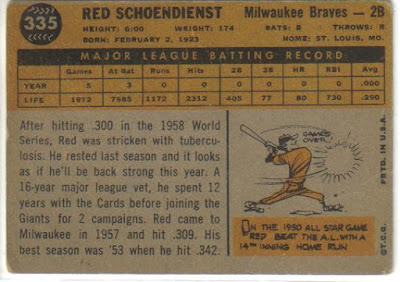 335
RED SCHOENDIENST
Milwaukee Braves — 2B
HEIGHT: 6:00 WEIGHT: 174 BATS: B THROWS: R
BORN: FEBRUARY 2, 1923 HOME: ST. LOUIS, MO.
MAJOR LEAGUE BATTING RECORD
Games At Bat Runs Hits 2B 3B HR RBI Avg.
YEAR 5 3 0 0 0 0 0 0 .000
LIFE 1972 7985 1172 2312 405 77 80 730 .290
After hitting .300 in the 1958 World
Series, Red was stricken with tubercu-
losis. He rested last season and it looks
as if he'll be back strong this year. A
16-year major league vet, he spent 12
years with the Cards before joining the
Giants for 2 campaigns. Red came to
Milwaukee in 1957 and hit .309. His
best season was '53 when he hit .342.
GAME'S
OVER!
ON THE 1950 ALL STAR GAME
RED BEAT THE A.L. WITH A
14TH INNING HOME RUN
©T.C.G. PRTD. IN U.S.A.